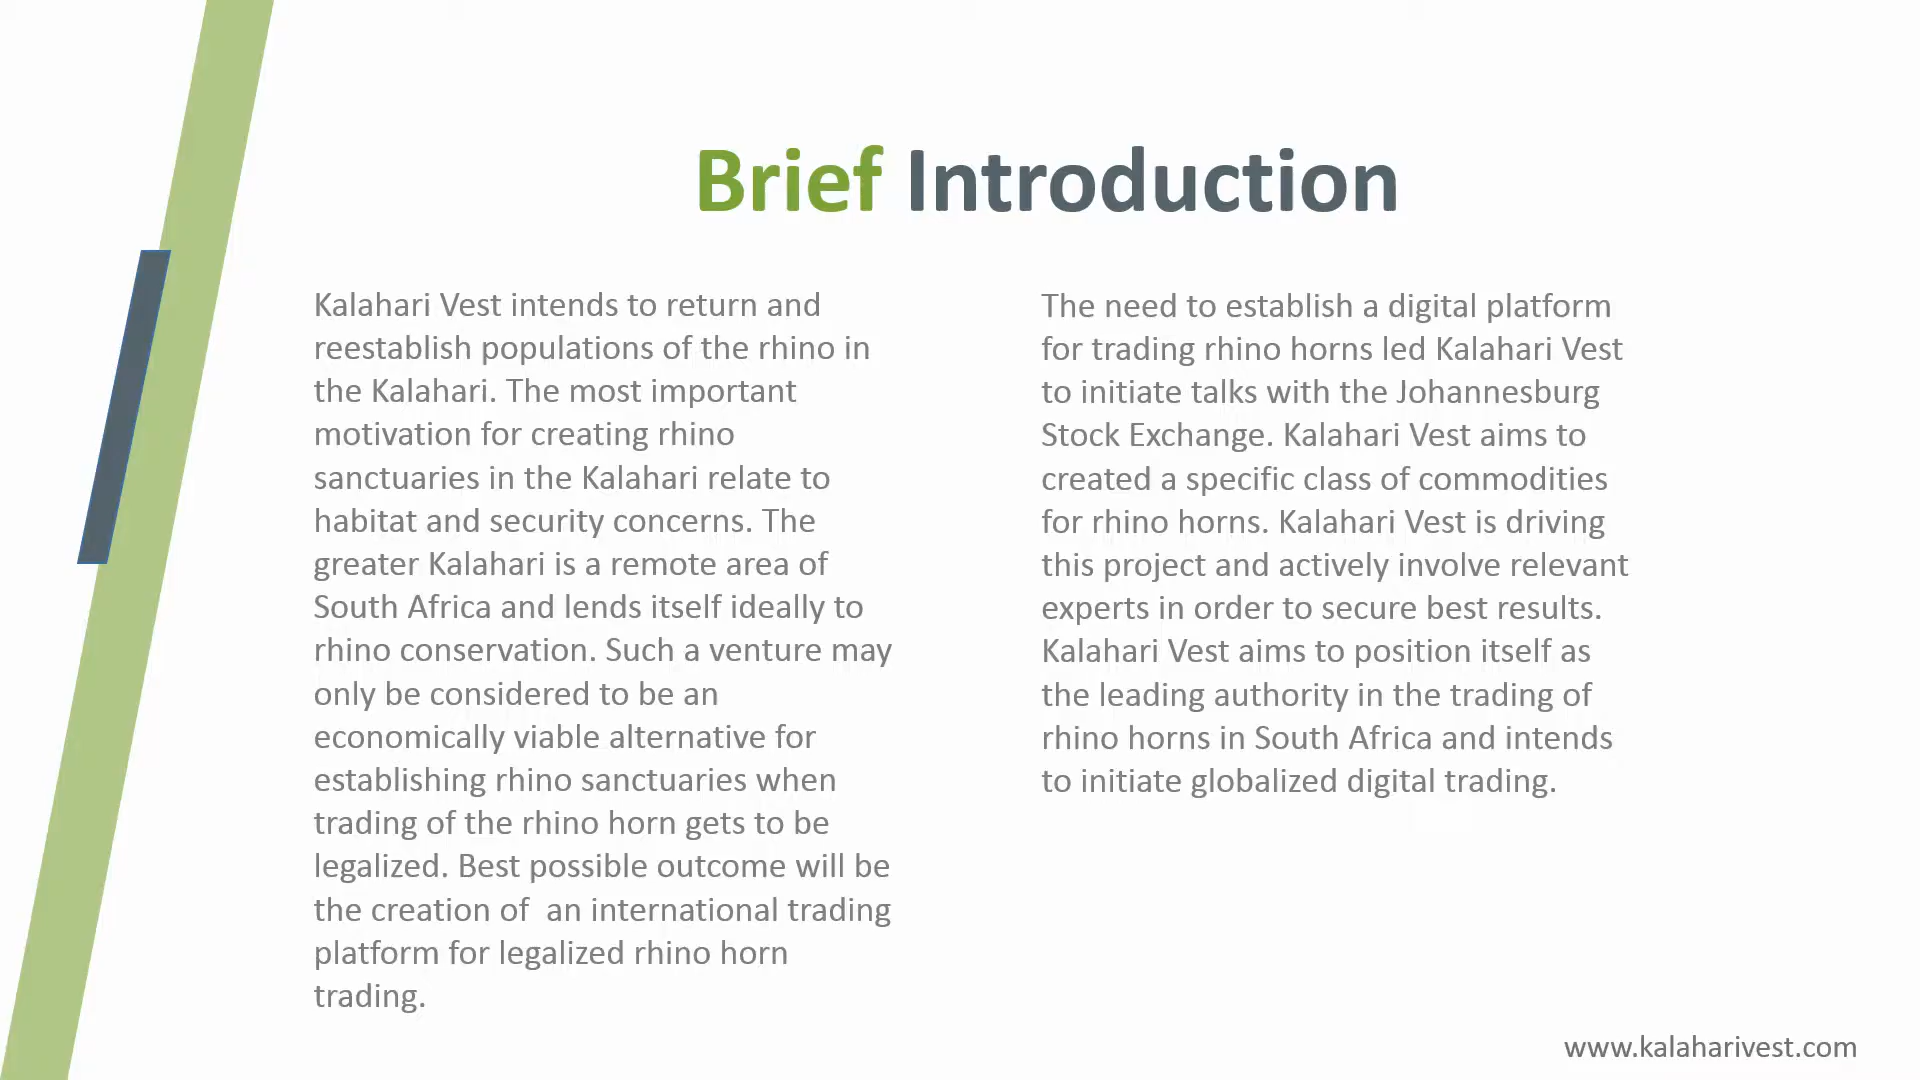 Brief Introduction
Kalahari Vest intends to return and
reestablish populations of the rhino in
the Kalahari. The most important
motivation for creating rhino
sanctuaries in the Kalahari relate to
habitat and security concerns. The
greater Kalahari is a remote area of
South Africa and lends itself ideally to
rhino conservation. Such a venture may
only be considered to be an
economically viable alternative for
establishing rhino sanctuaries when
trading of the rhino horn gets to be
legalized. Best possible outcome will be
the creation of  an international trading
platform for legalized rhino horn
trading.
The need to establish a digital platform
for trading rhino horns led Kalahari Vest
to initiate talks with the Johannesburg
Stock Exchange. Kalahari Vest aims to
created a specific class of commodities
for rhino horns. Kalahari Vest is driving
this project and actively involve relevant
experts in order to secure best results.
Kalahari Vest aims to position itself as
the leading authority in the trading of
rhino horns in South Africa and intends
to initiate globalized digital trading.
www.kalaharivest.com